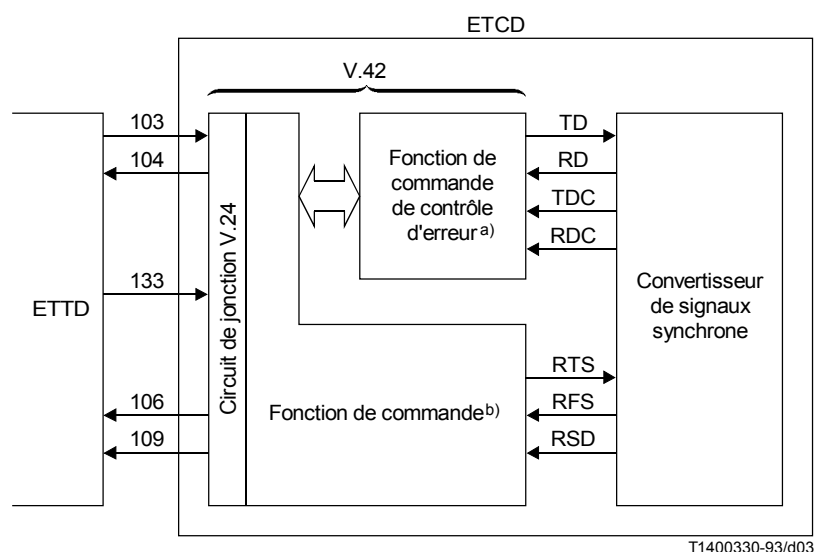 ETCD
V.42
103
104
133
106
109
ETTD
Circuit de jonction V.24
Fonction de
commande
de contrôle
d'erreur a)
Fonction de commande b)
TD
RD
TDC
RDC
RTS
RFS
RSD
Convertisseur
de signaux
synchrone
T1400330-93/d03